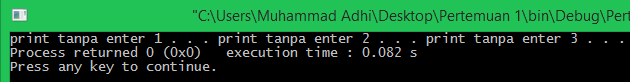 "C:\Users\Muhammad Adhi\Desktop\Pertemuan 1\bin\Debug\Pert
print tanpa enter 1 . . . print tanpa enter 2 . . . print tanpa enter 3 . . .
Process returned 0 (0x0)   execution time : 0.082 s
Press any key to continue.